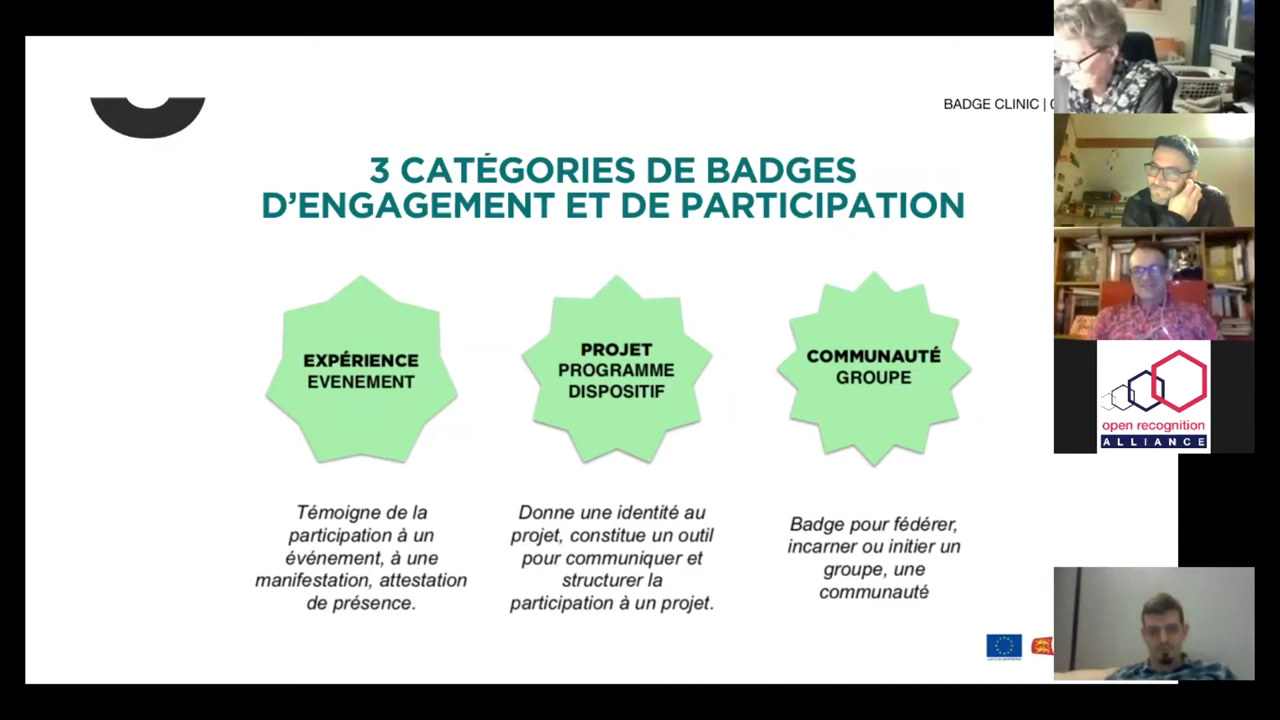 BADGE CLINIC |
3 CATÉGORIES DE BADGES
D'ENGAGEMENT ET DE PARTICIPATION
EXPÉRIENCE
EVENEMENT
PROJET
PROGRAMME
DISPOSITIF
COMMUNAUTÉ
GROUPE
Témoigne de la
participation à un
événement, à une
manifestation, attestation
de présence.
Donne une identité au
projet, constitue un outil
pour communiquer et
structurer la
participation à un projet.
Badge pour fédérer,
incarner ou initier un
groupe, une
communauté
open recognition
ALLIANCE